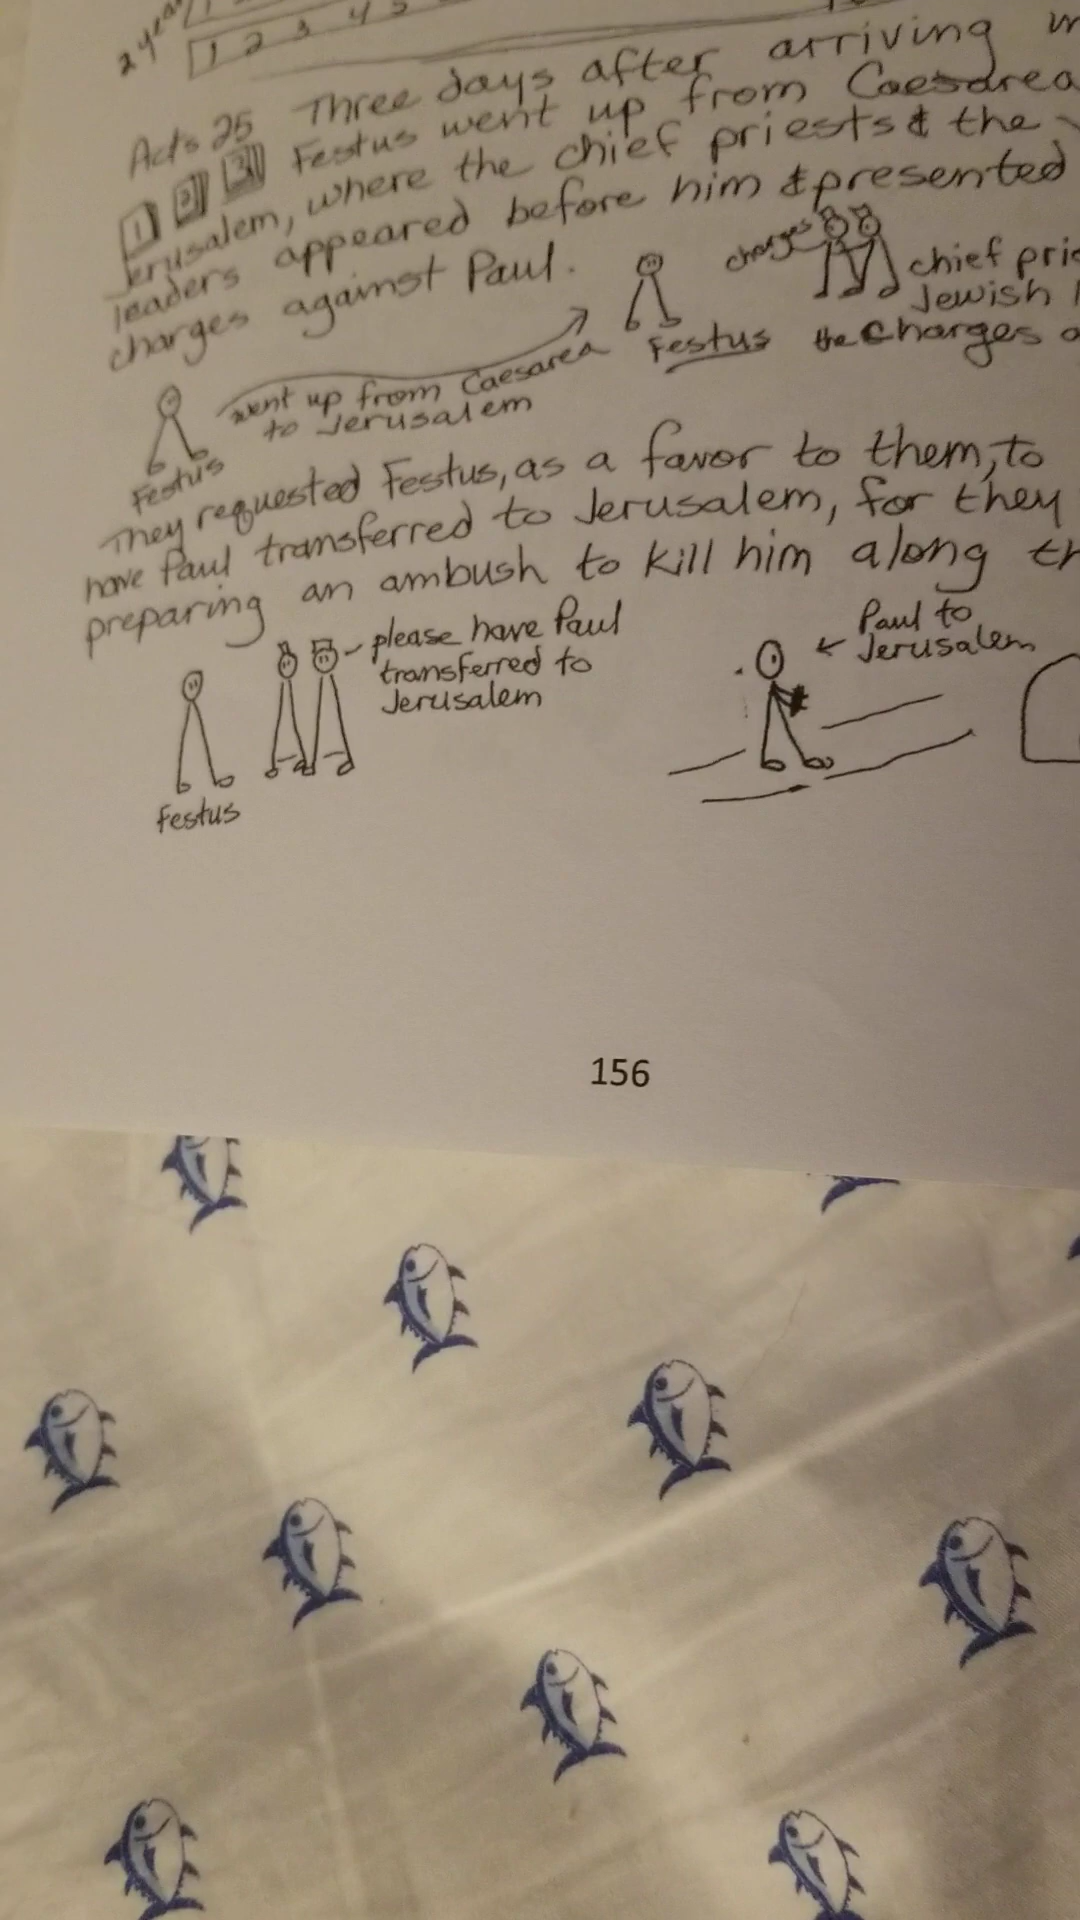 2 years
1 2 3 4 5
Acts 25 Three days after arriving
1 2 3 Festus went up from Caesarea
Jerusalem, where the chief priests & the
leaders appeared before him & presented
charges against Paul.
charges
chief
Jewish
Festus the Charges
went up from Caesarea
to Jerusalem
Festus
They requested Festus, as a favor to them, to
have Paul transferred to Jerusalem, for they
preparing an ambush to kill him along
please have Paul
transferred to
Jerusalem
Paul to
Jerusalem
Festus
156